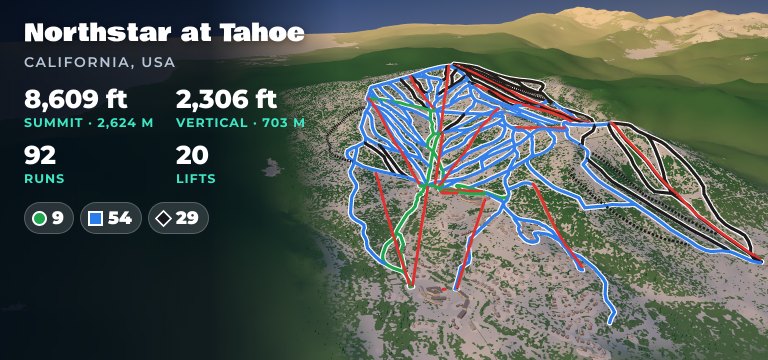 Northstar at Tahoe
CALIFORNIA, USA
8,609 ft 2,306 ft
SUMMIT · 2,624 M VERTICAL · 703 M
92 20
RUNS LIFTS
9 54 29